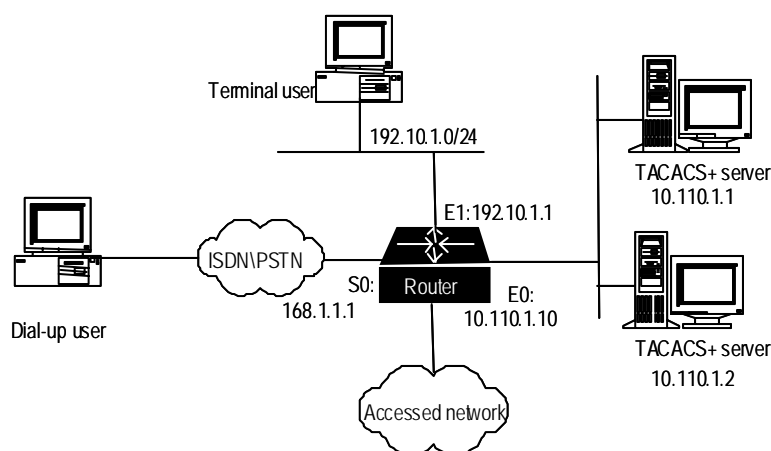 Terminal user
192.10.1.0/24
TACACS+ server
10.110.1.1
E1:192.10.1.1
ISDN\PSTN
S0:
Router
E0:
168.1.1.1
10.110.1.10
Dial-up user
TACACS+ server
10.110.1.2
Accessed network